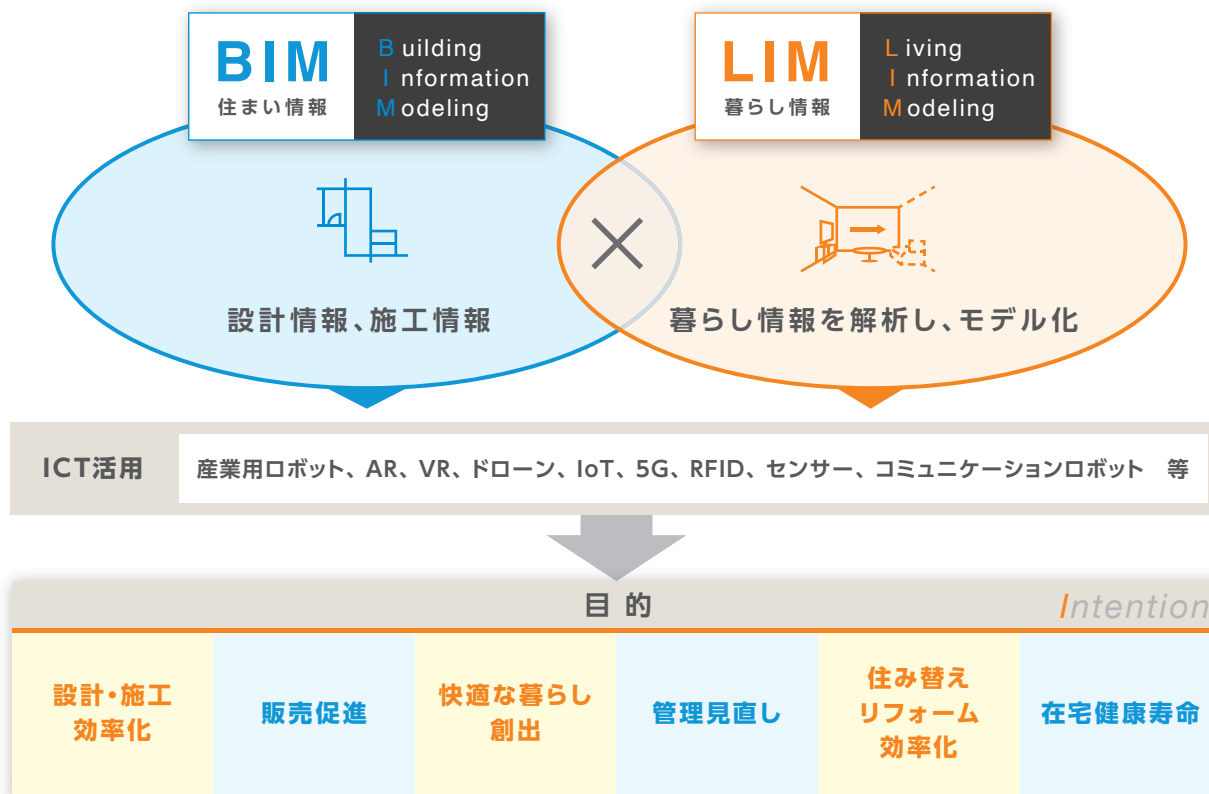 BIM
住まい情報
Building
Information
Modeling
LIM
暮らし情報
Living
Information
Modeling
設計情報、施工情報
暮らし情報を解析し、モデル化
ICT活用
産業用ロボット、AR、VR、ドローン、IoT、5G、RFID、センサー、コミュニケーションロボット　等
目的
Intention
設計・施工
効率化
販売促進
快適な暮らし
創出
管理見直し
住み替え
リフォーム
効率化
在宅健康寿命